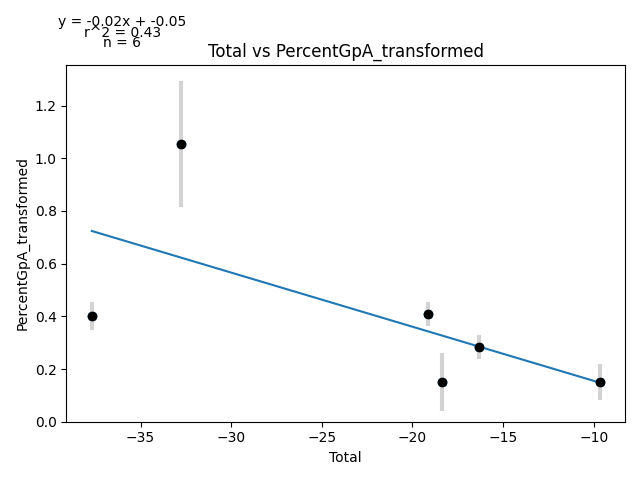 y = -0.02x + -0.05
r^2 = 0.43
n = 6
Total vs PercentGpA_transformed
PercentGpA_transformed
1.2
1.0
0.8
0.6
0.4
0.2
0.0
−35 −30 −25 −20 −15 −10
Total